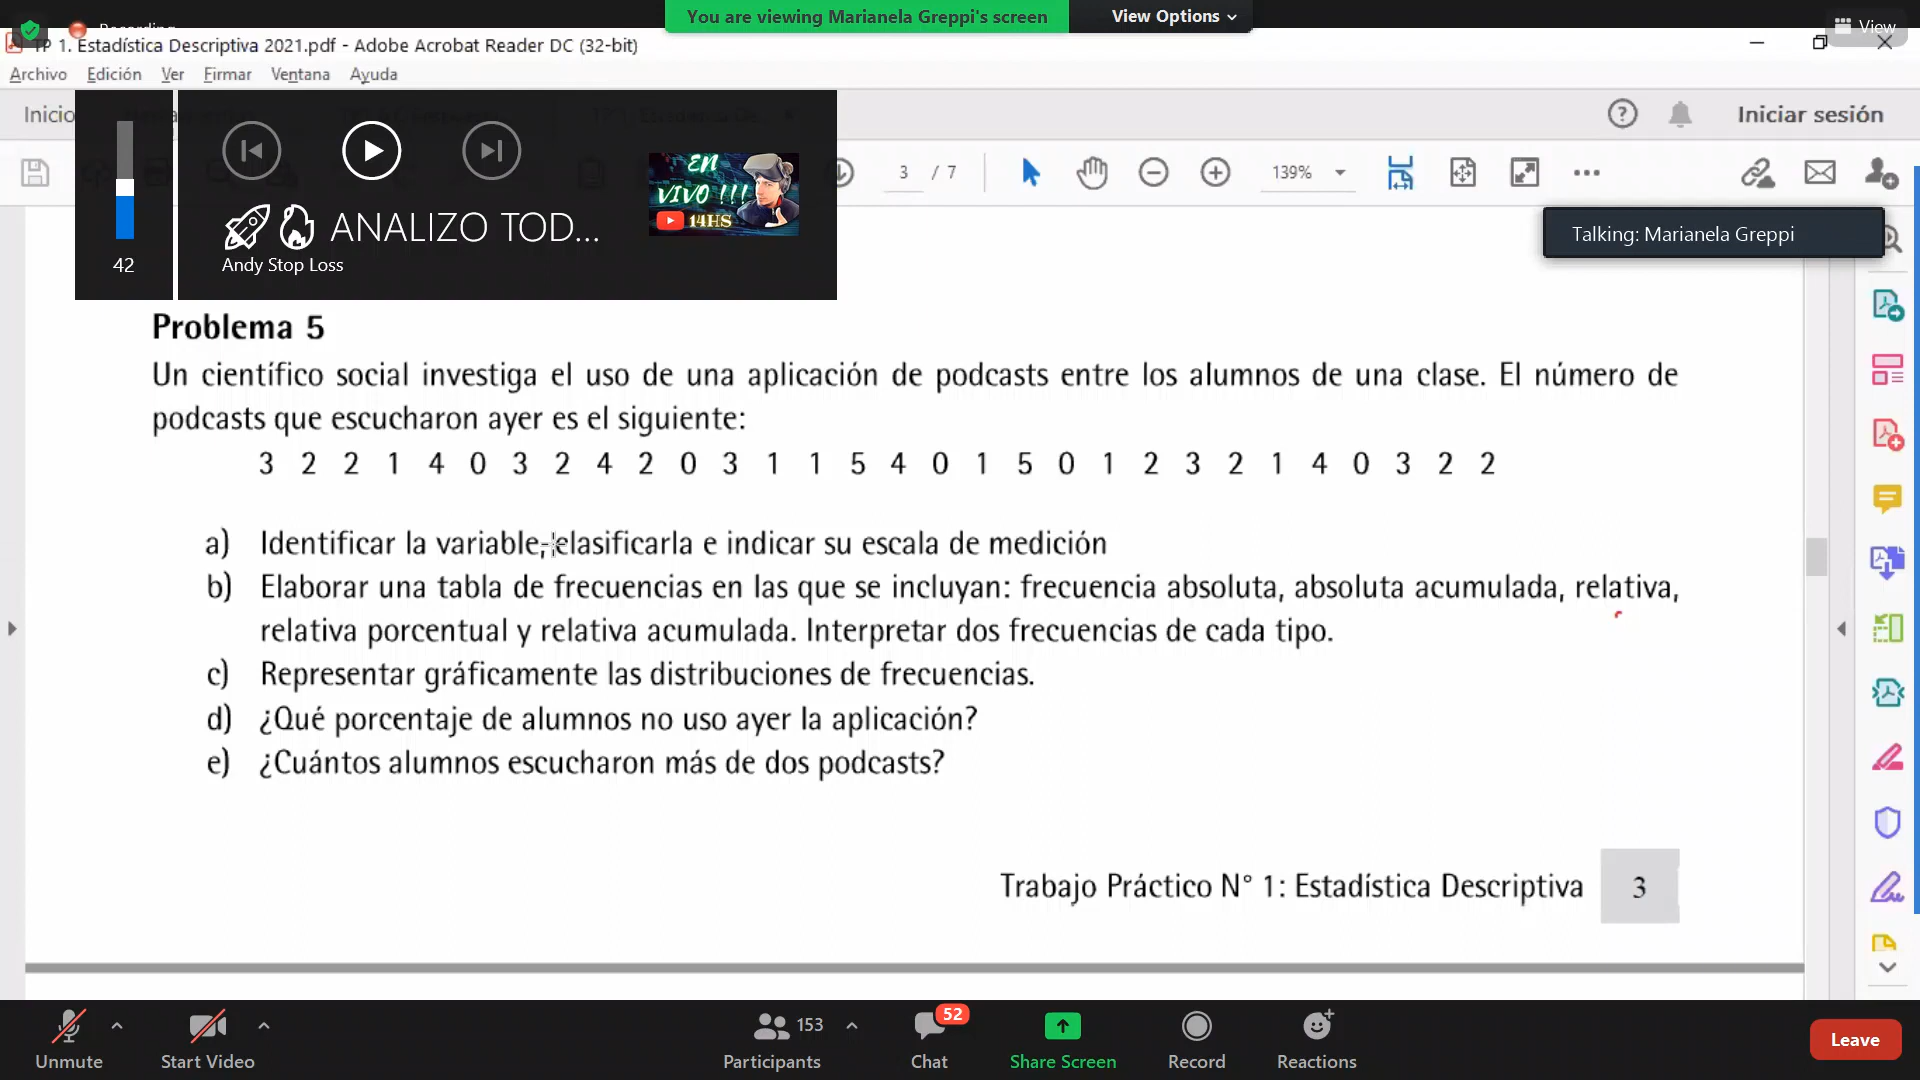 You are viewing Marianela Greppi's screen
View Options
Recording
View
TP 1. Estadística Descriptiva 2021.pdf - Adobe Acrobat Reader DC (32-bit)
Archivo Edición Ver Firmar Ventana Ayuda
Inicio
Iniciar sesión
3 / 7
139%
ANALIZO TOD...
Andy Stop Loss
42
EN VIVO !!!
14HS
Talking: Marianela Greppi
Problema 5
Un científico social investiga el uso de una aplicación de podcasts entre los alumnos de una clase. El número de
podcasts que escucharon ayer es el siguiente:
3 2 2 1 4 0 3 2 4 2 0 3 1 1 5 4 0 1 5 0 1 2 3 2 1 4 0 3 2 2
a) Identificar la variable, clasificarla e indicar su escala de medición
b) Elaborar una tabla de frecuencias en las que se incluyan: frecuencia absoluta, absoluta acumulada, relativa,
relativa porcentual y relativa acumulada. Interpretar dos frecuencias de cada tipo.
c) Representar gráficamente las distribuciones de frecuencias.
d) ¿Qué porcentaje de alumnos no uso ayer la aplicación?
e) ¿Cuántos alumnos escucharon más de dos podcasts?
Trabajo Práctico N° 1: Estadística Descriptiva 3
Unmute
Start Video
153
Participants
52
Chat
Share Screen
Record
Reactions
Leave